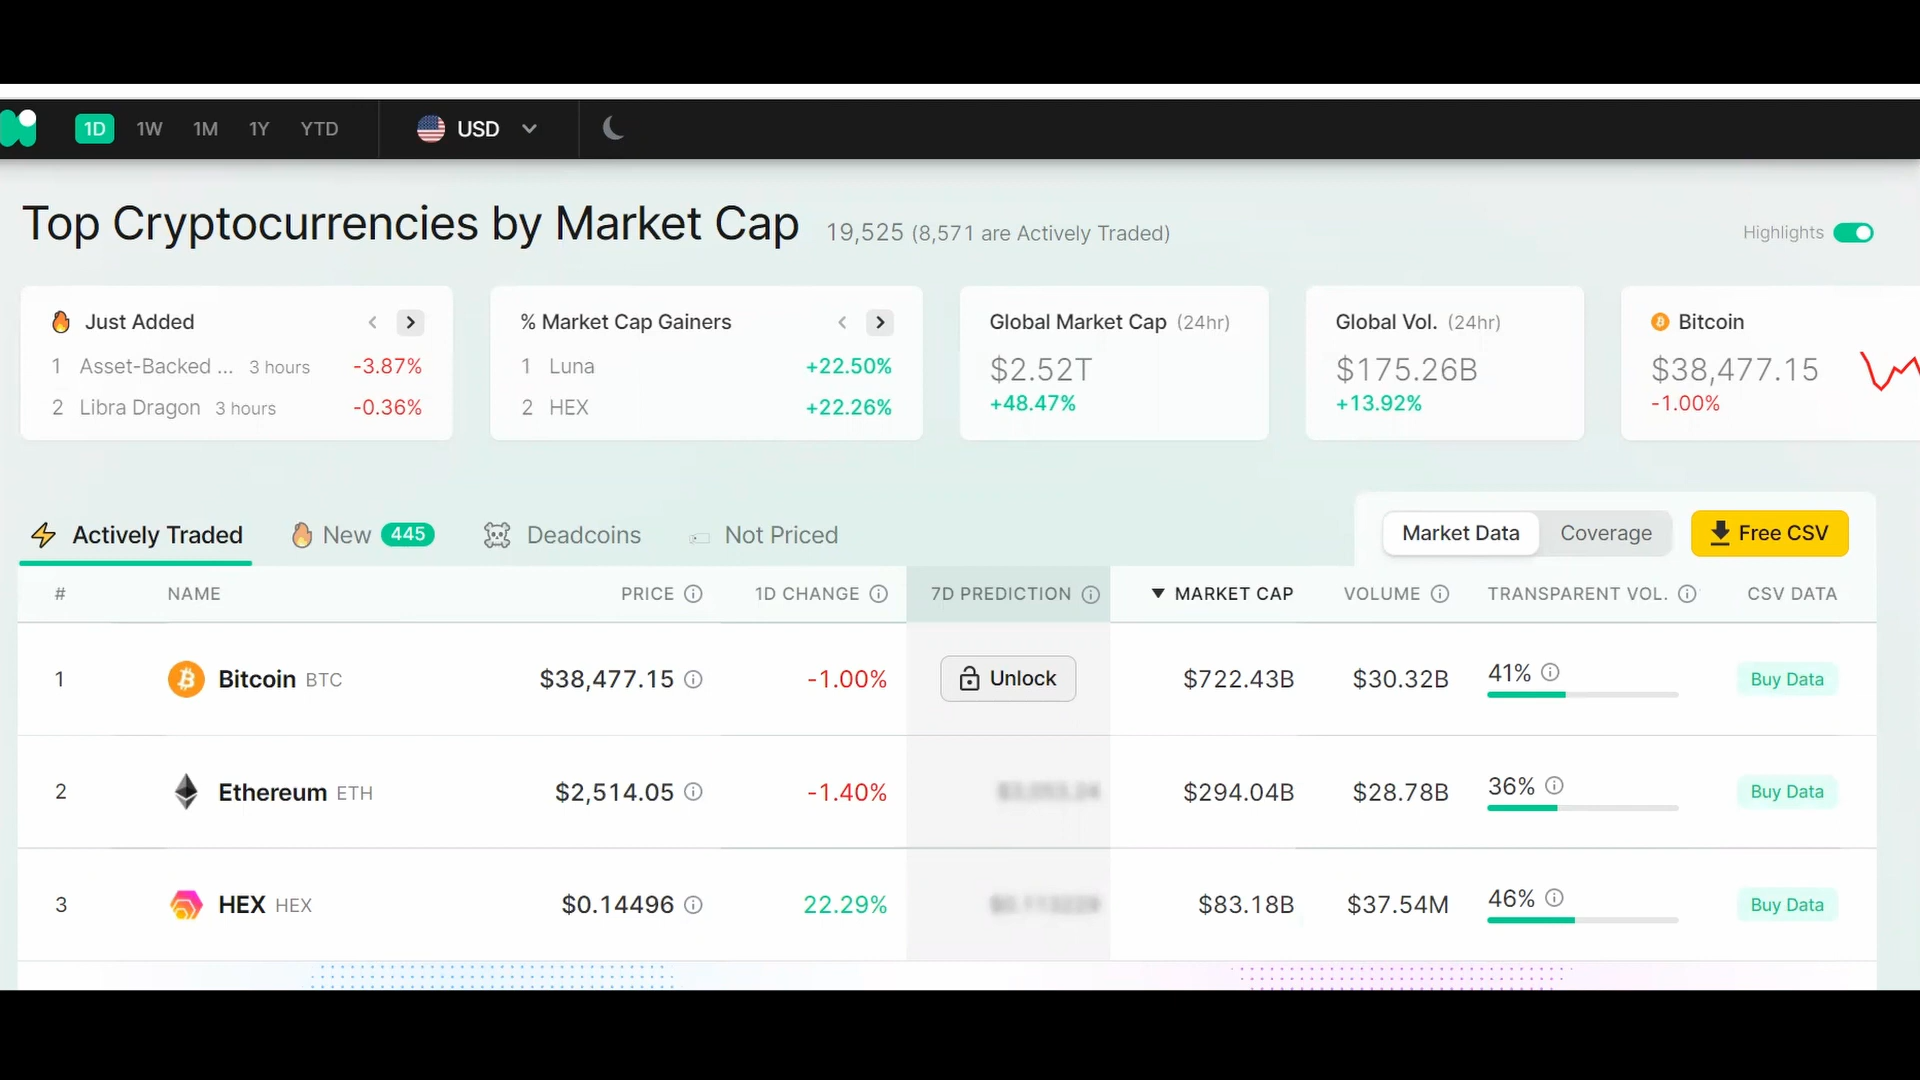 1D 1W 1M 1Y YTD USD
Top Cryptocurrencies by Market Cap 19,525 (8,571 are Actively Traded) Highlights
Just Added
1 Asset-Backed ... 3 hours -3.87%
2 Libra Dragon 3 hours -0.36%
% Market Cap Gainers
1 Luna +22.50%
2 HEX +22.26%
Global Market Cap (24hr)
$2.52T
+48.47%
Global Vol. (24hr)
$175.26B
+13.92%
Bitcoin
$38,477.15
-1.00%
Actively Traded New 445 Deadcoins Not Priced Market Data Coverage Free CSV
# NAME PRICE 1D CHANGE 7D PREDICTION MARKET CAP VOLUME TRANSPARENT VOL. CSV DATA
1 Bitcoin BTC $38,477.15 -1.00% Unlock $722.43B $30.32B 41% Buy Data
2 Ethereum ETH $2,514.05 -1.40% $294.04B $28.78B 36% Buy Data
3 HEX HEX $0.14496 22.29% $83.18B $37.54M 46% Buy Data